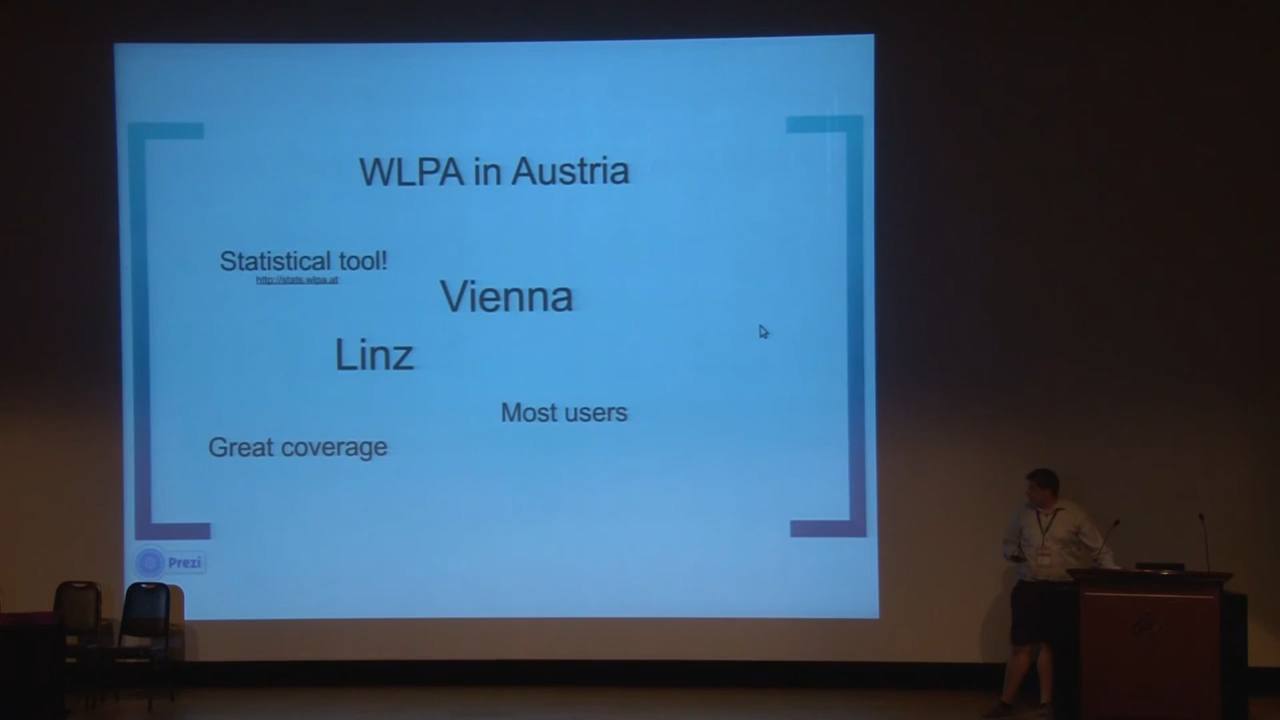 WLPA in Austria
Statistical tool!
http://stats.wlpa.at
Vienna
Linz
Most users
Great coverage
Prezi